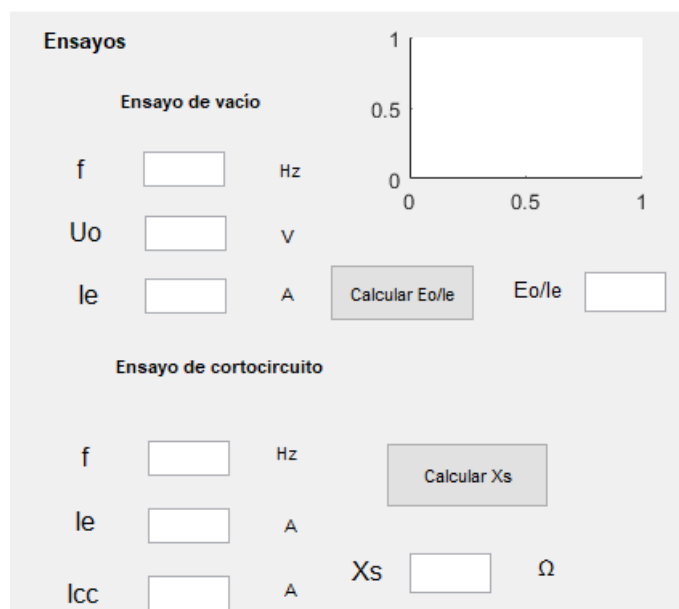 Ensayos
Ensayo de vacío
1
0.5
0
0 0.5 1
f Hz
Uo V
Ie A Calcular Eo/Ie Eo/Ie
Ensayo de cortocircuito
f Hz
Calcular Xs
Ie A
Xs Ω
Icc A